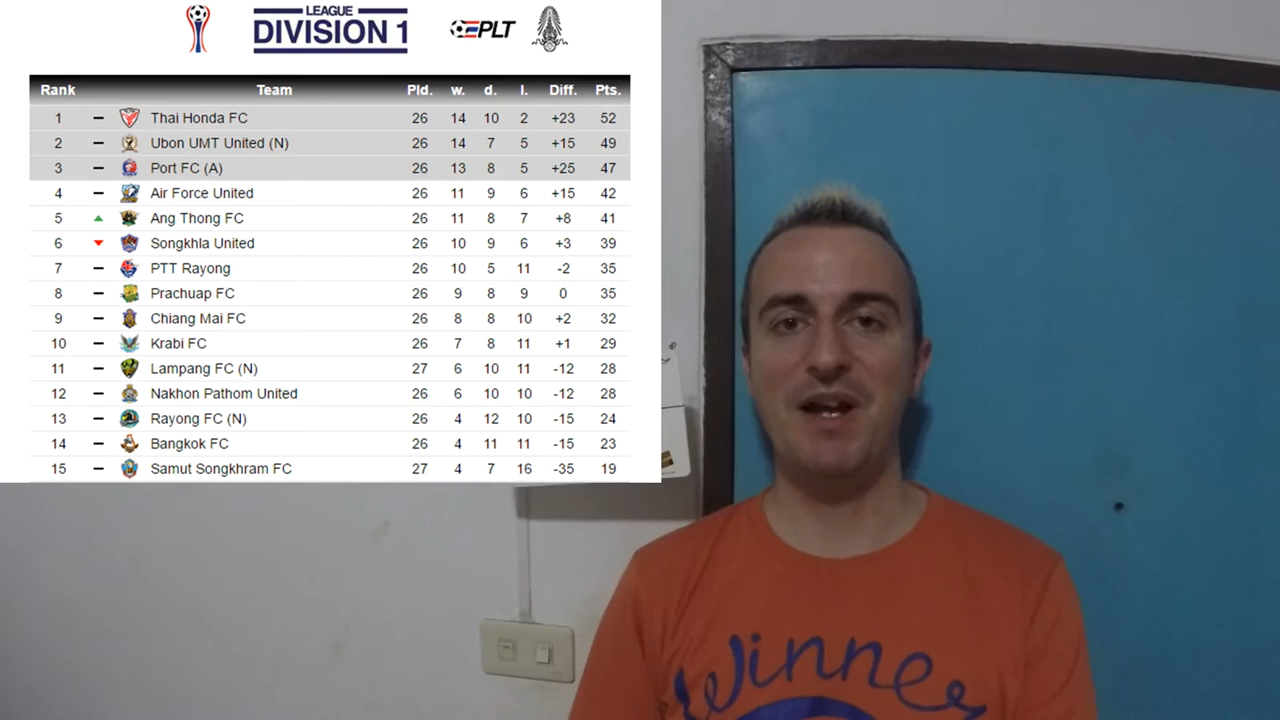 LEAGUE
DIVISION 1
PLT
Rank Team Pld. w. d. l. Diff. Pts.
1 – Thai Honda FC 26 14 10 2 +23 52
2 – Ubon UMT United (N) 26 14 7 5 +15 49
3 – Port FC (A) 26 13 8 5 +25 47
4 – Air Force United 26 11 9 6 +15 42
5 Ang Thong FC 26 11 8 7 +8 41
6 Songkhla United 26 10 9 6 +3 39
7 – PTT Rayong 26 10 5 11 -2 35
8 – Prachuap FC 26 9 8 9 0 35
9 – Chiang Mai FC 26 8 8 10 +2 32
10 – Krabi FC 26 7 8 11 +1 29
11 – Lampang FC (N) 27 6 10 11 -12 28
12 – Nakhon Pathom United 26 6 10 10 -12 28
13 – Rayong FC (N) 26 4 12 10 -15 24
14 – Bangkok FC 26 4 11 11 -15 23
15 – Samut Songkhram FC 27 4 7 16 -35 19
Winner